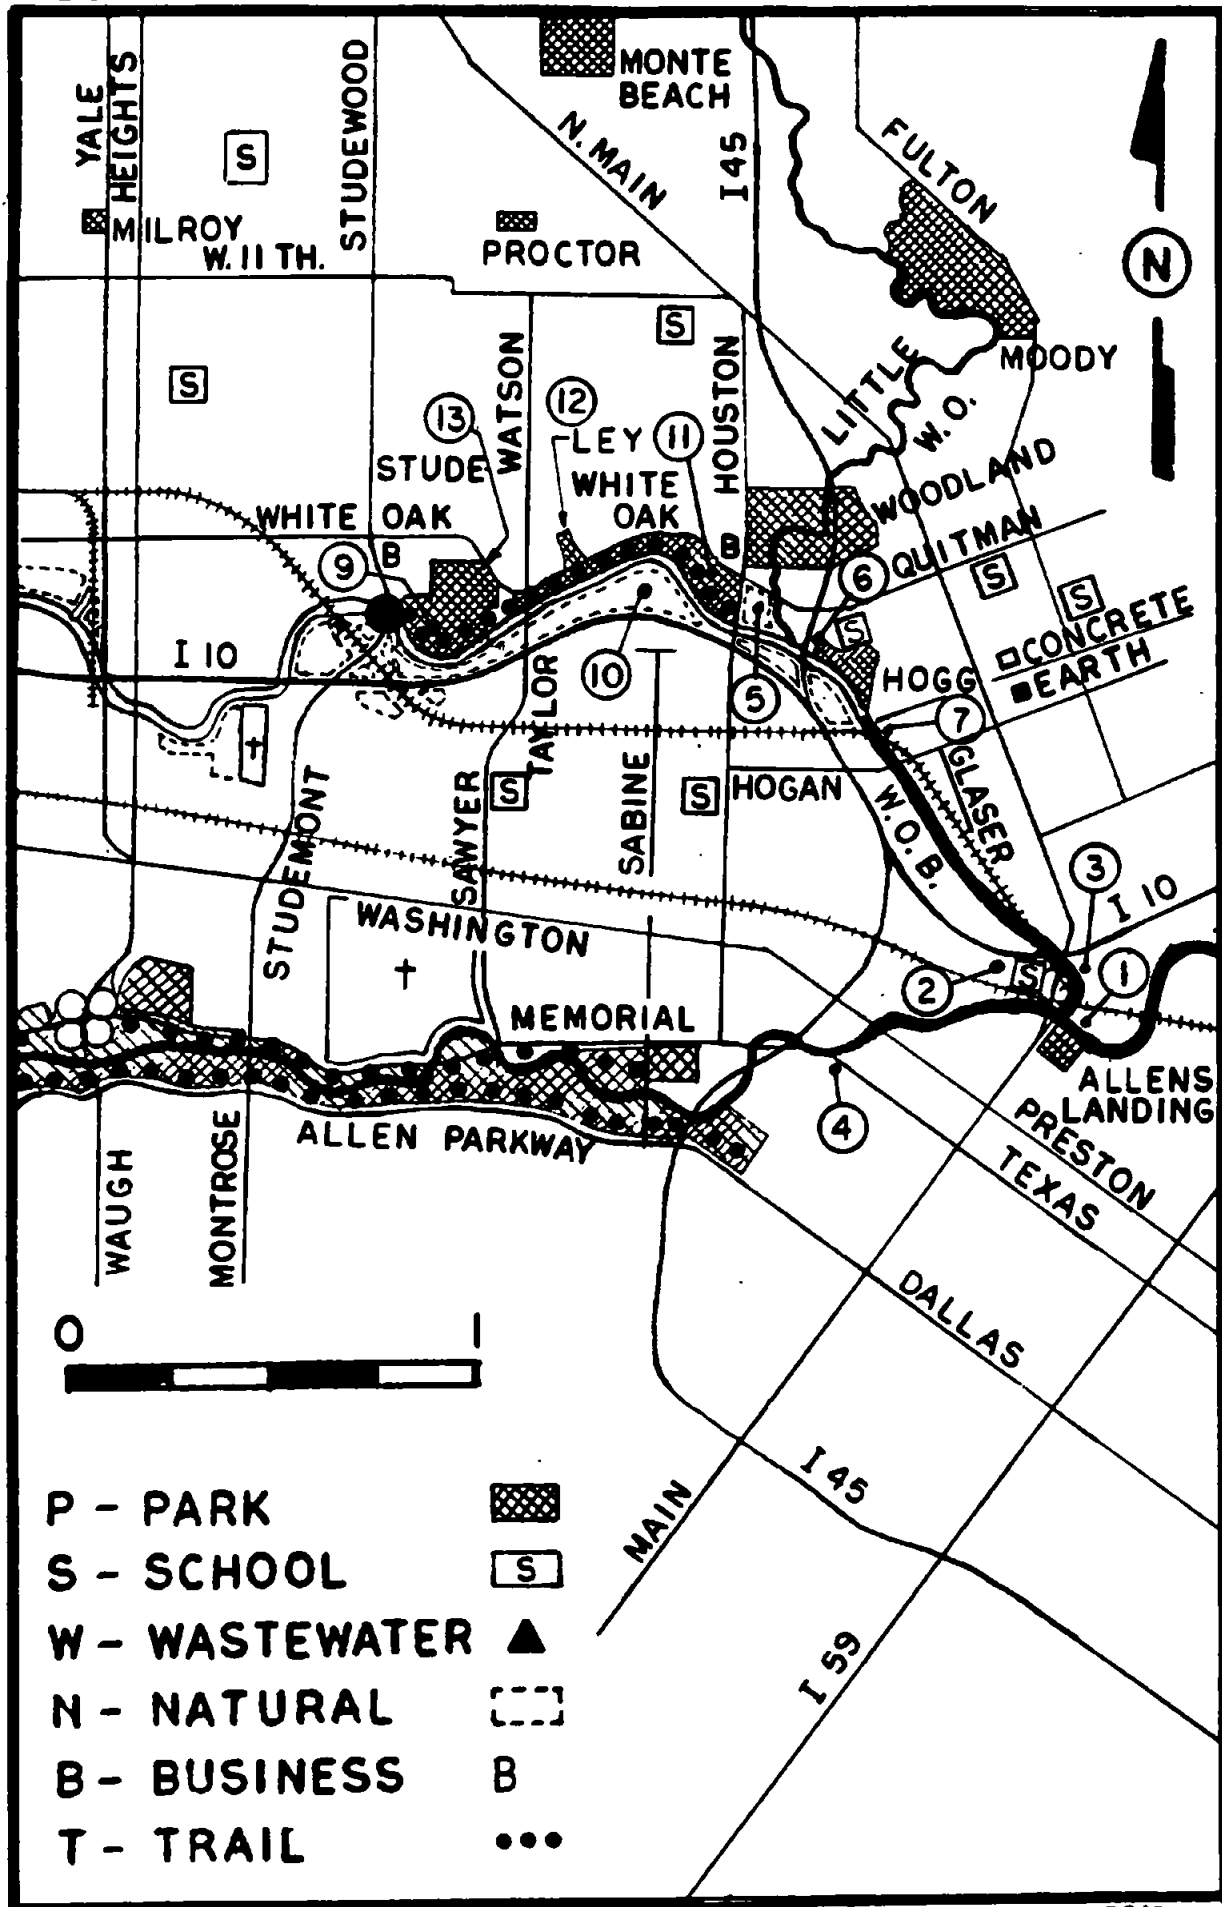 MONTE
BEACH
YALE
HEIGHTS
STUDEWOOD
S
N. MAIN
I 45
FULTON
MILROY
W. 11 TH.
PROCTOR
N
S
S
MOODY
LITTLE
W.O.
WATSON
HOUSTON
12
13
LEY
11
STUDE
WHITE
OAK
WOODLAND
WHITE OAK
B
B
9
6
QUITMAN
S
S
S
CONCRETE
EARTH
I 10
10
5
HOGG
7
TAYLOR
SABINE
S
S
HOGAN
GLASER
W.O.B.
STUDEMONT
SAWYER
3
I 10
WASHINGTON
2
S
1
MEMORIAL
ALLENS
LANDING
4
ALLEN PARKWAY
PRESTON
TEXAS
WAUGH
MONTROSE
DALLAS
0 1
I 45
MAIN
I 59
P - PARK
S - SCHOOL S
W - WASTEWATER
N - NATURAL
B - BUSINESS B
T - TRAIL